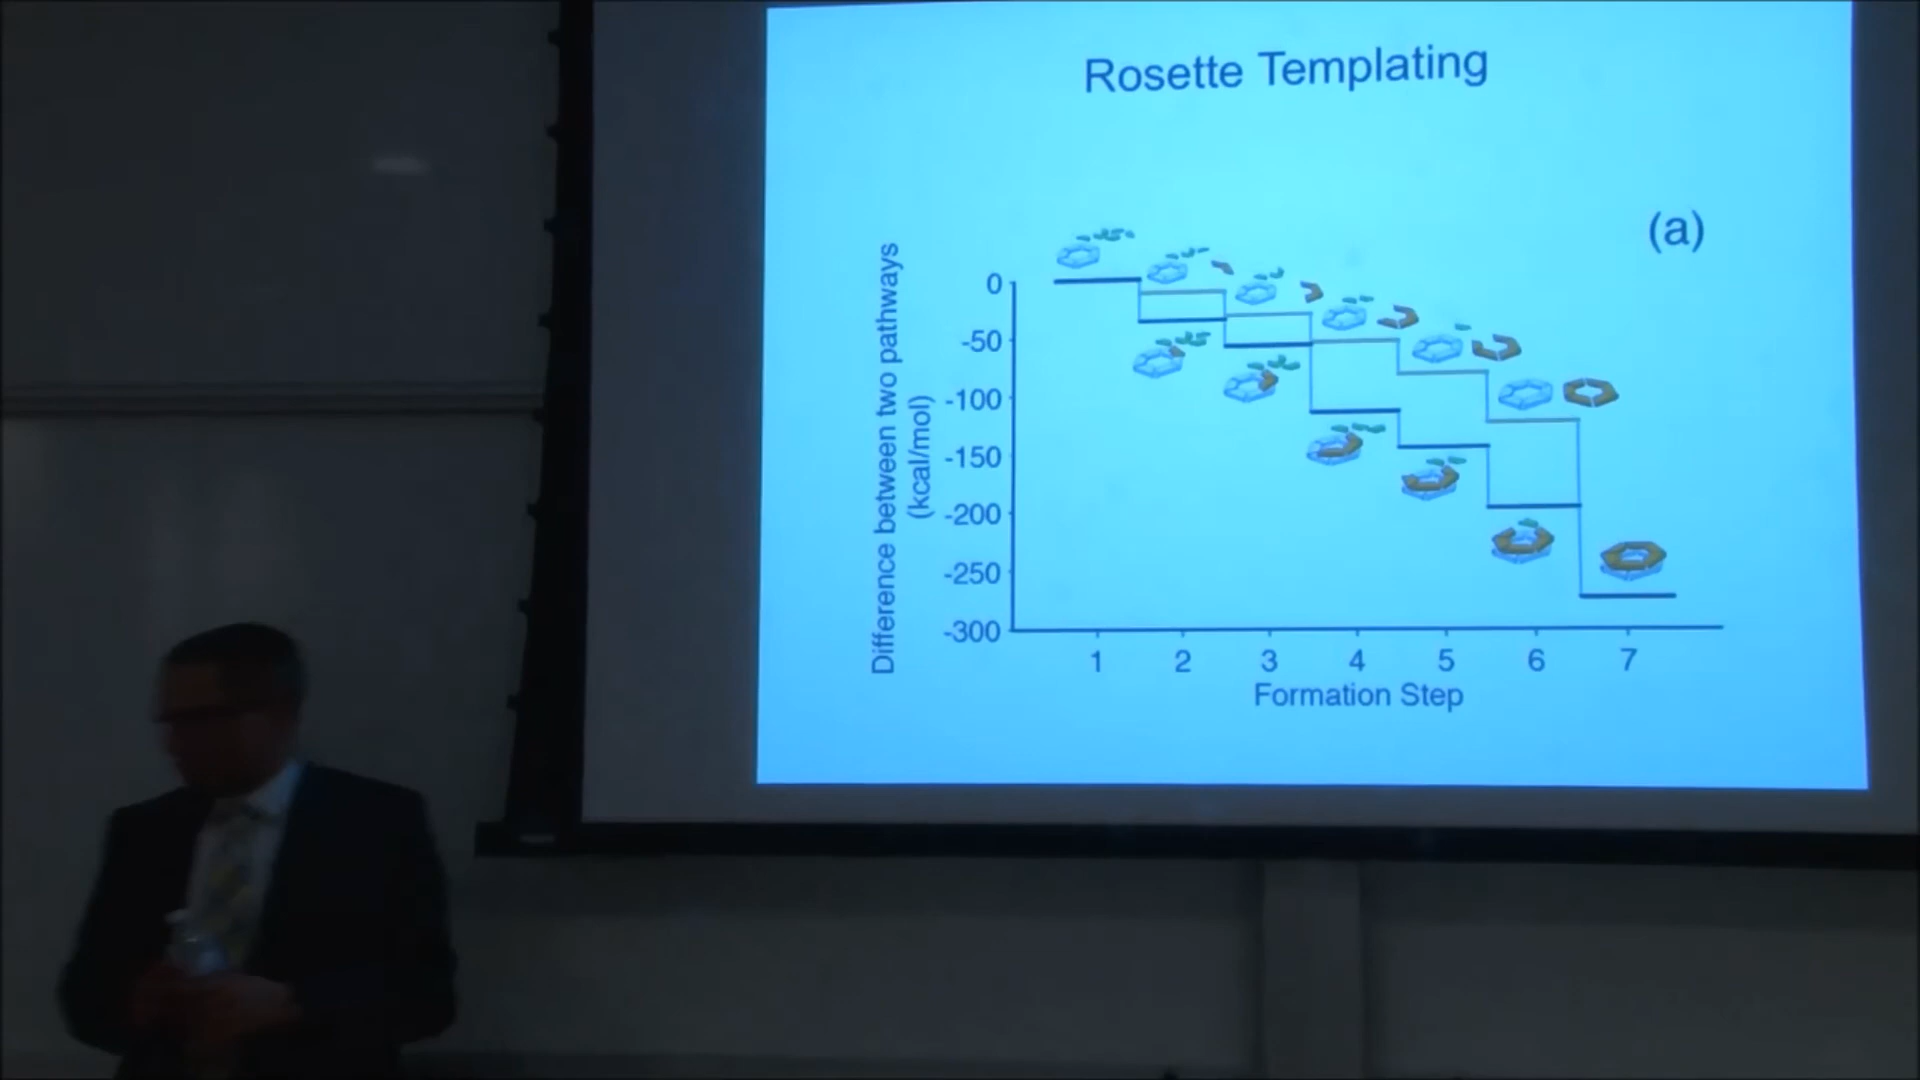 Rosette Templating
(a)
Difference between two pathways
(kcal/mol)
0
-50
-100
-150
-200
-250
-300
1 2 3 4 5 6 7
Formation Step